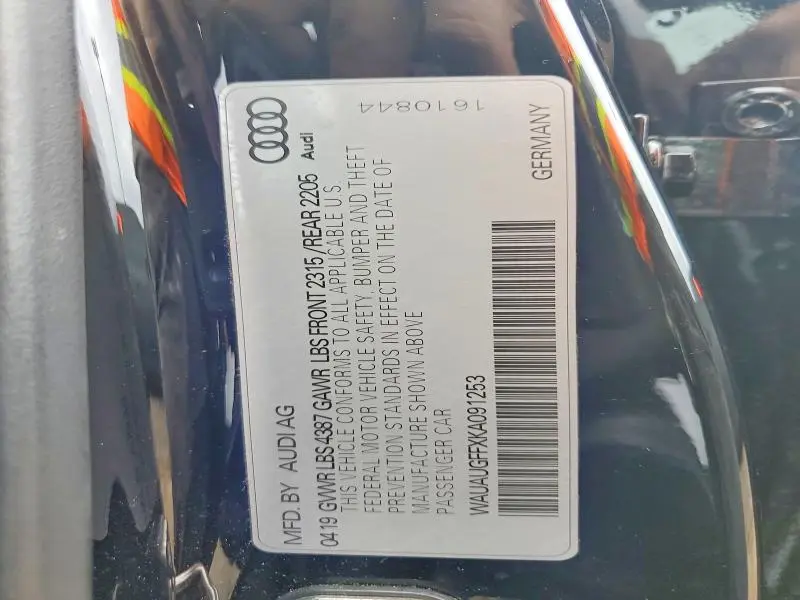 MFD. BY AUDI AG
0419 GVWR LBS 4387 GAWR LBS FRONT 2315 /REAR 2205
THIS VEHICLE CONFORMS TO ALL APPLICABLE U.S.
FEDERAL MOTOR VEHICLE SAFETY, BUMPER AND THEFT
PREVENTION STANDARDS IN EFFECT ON THE DATE OF
MANUFACTURE SHOWN ABOVE
PASSENGER CAR
WAUAUGFFXKA091253
Audi
GERMANY
1610844